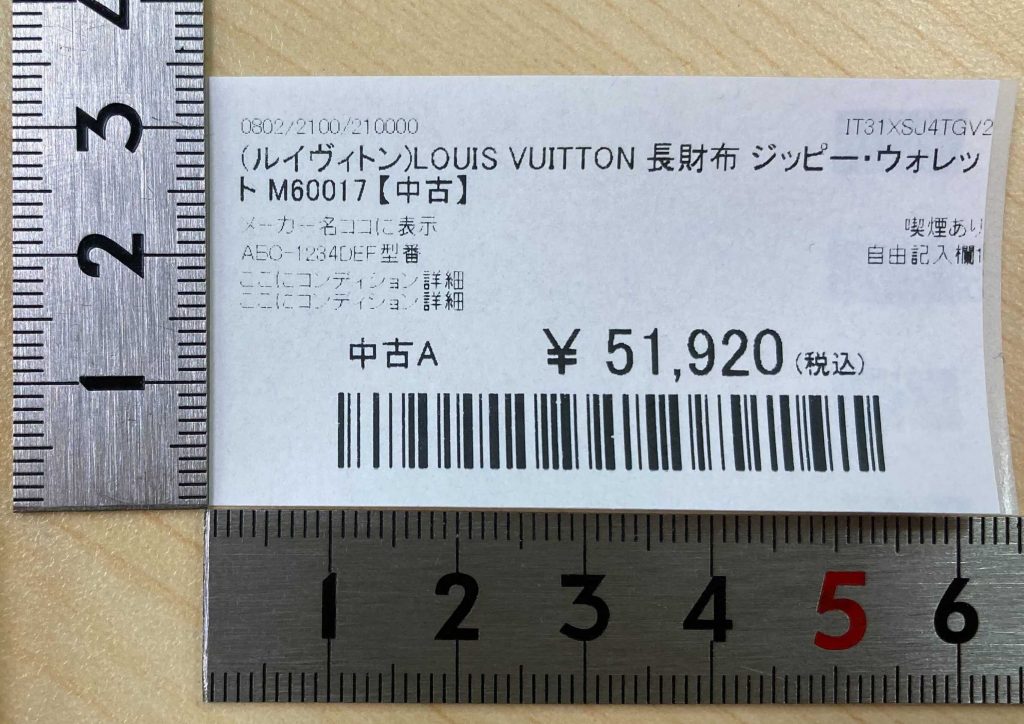 0802/2100/210000
IT31XSJ4TGV2
(ルイヴィトン)LOUIS VUITTON 長財布 ジッピー・ウォレッ
ト M60017【中古】
メーカー名ココに表示
喫煙あり
ABC-1234DEF型番
自由記入欄1
ここにコンディション詳細
ここにコンディション詳細
中古A
¥ 51,920(税込)
4
3
2
1
1 2 3 4 5 6